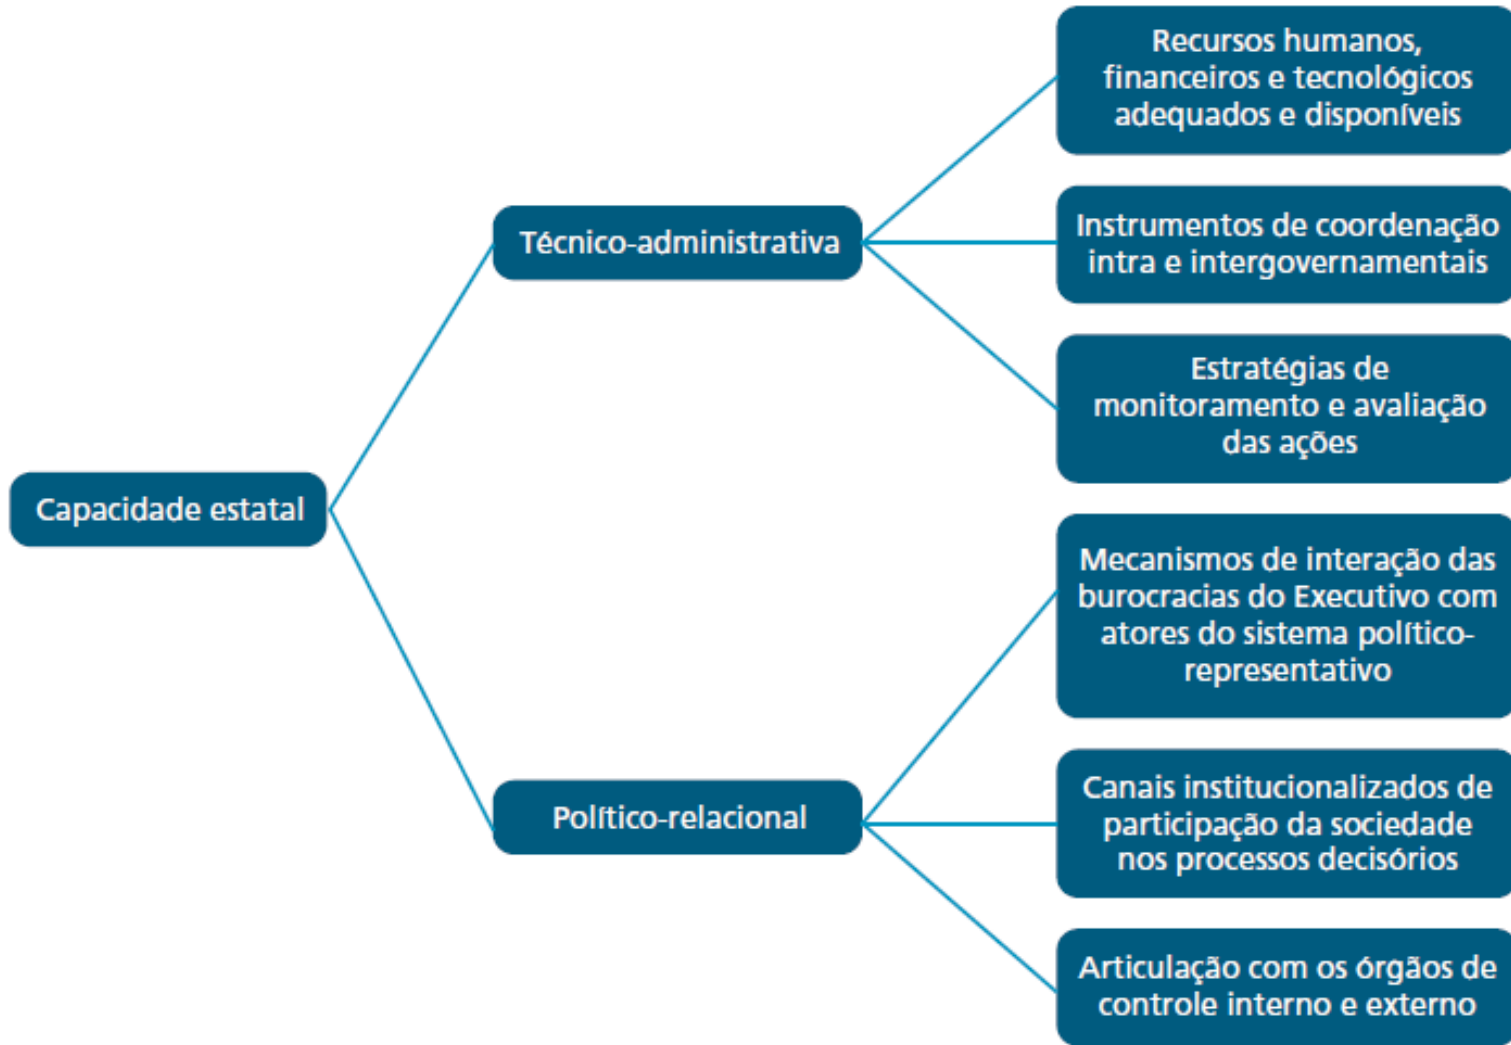 Recursos humanos,
financeiros e tecnológicos
adequados e disponíveis
Técnico-administrativa
Instrumentos de coordenação
intra e intergovernamentais
Estratégias de
monitoramento e avaliação
das ações
Capacidade estatal
Mecanismos de interação das
burocracias do Executivo com
atores do sistema político-
representativo
Político-relacional
Canais institucionalizados de
participação da sociedade
nos processos decisórios
Articulação com os órgãos de
controle interno e externo